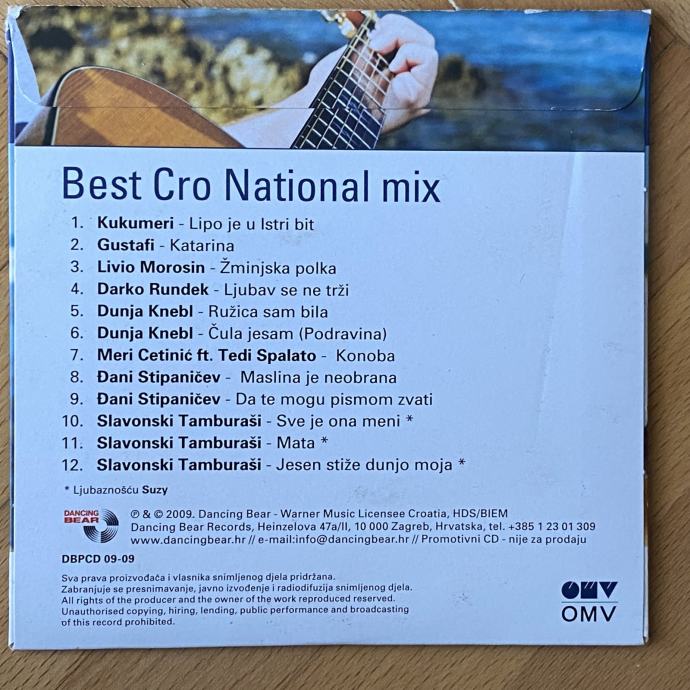 Best Cro National mix
1. Kukumeri - Lipo je u Istri bit
2. Gustafi - Katarina
3. Livio Morosin - Žminjska polka
4. Darko Rundek - Ljubav se ne trži
5. Dunja Knebl - Ružica sam bila
6. Dunja Knebl - Čula jesam (Podravina)
7. Meri Cetinić ft. Tedi Spalato - Konoba
8. Đani Stipaničev - Maslina je neobrana
9. Đani Stipaničev - Da te mogu pismom zvati
10. Slavonski Tamburaši - Sve je ona meni *
11. Slavonski Tamburaši - Mata *
12. Slavonski Tamburaši - Jesen stiže dunjo moja *
* Ljubaznošću Suzy
DANCING
BEAR
℗ & © 2009. Dancing Bear - Warner Music Licensee Croatia, HDS/BIEM
Dancing Bear Records, Heinzelova 47a/II, 10 000 Zagreb, Hrvatska, tel. +385 1 23 01 309
www.dancingbear.hr // e-mail:info@dancingbear.hr // Promotivni CD - nije za prodaju
DBPCD 09-09
Sva prava proizvođača i vlasnika snimljenog djela pridržana.
Zabranjuje se presnimavanje, javno izvođenje i radiodifuzija snimljenog djela.
All rights of the producer and the owner of the work reproduced reserved.
Unauthorised copying, hiring, lending, public performance and broadcasting
of this record prohibited.
OMV
OMV